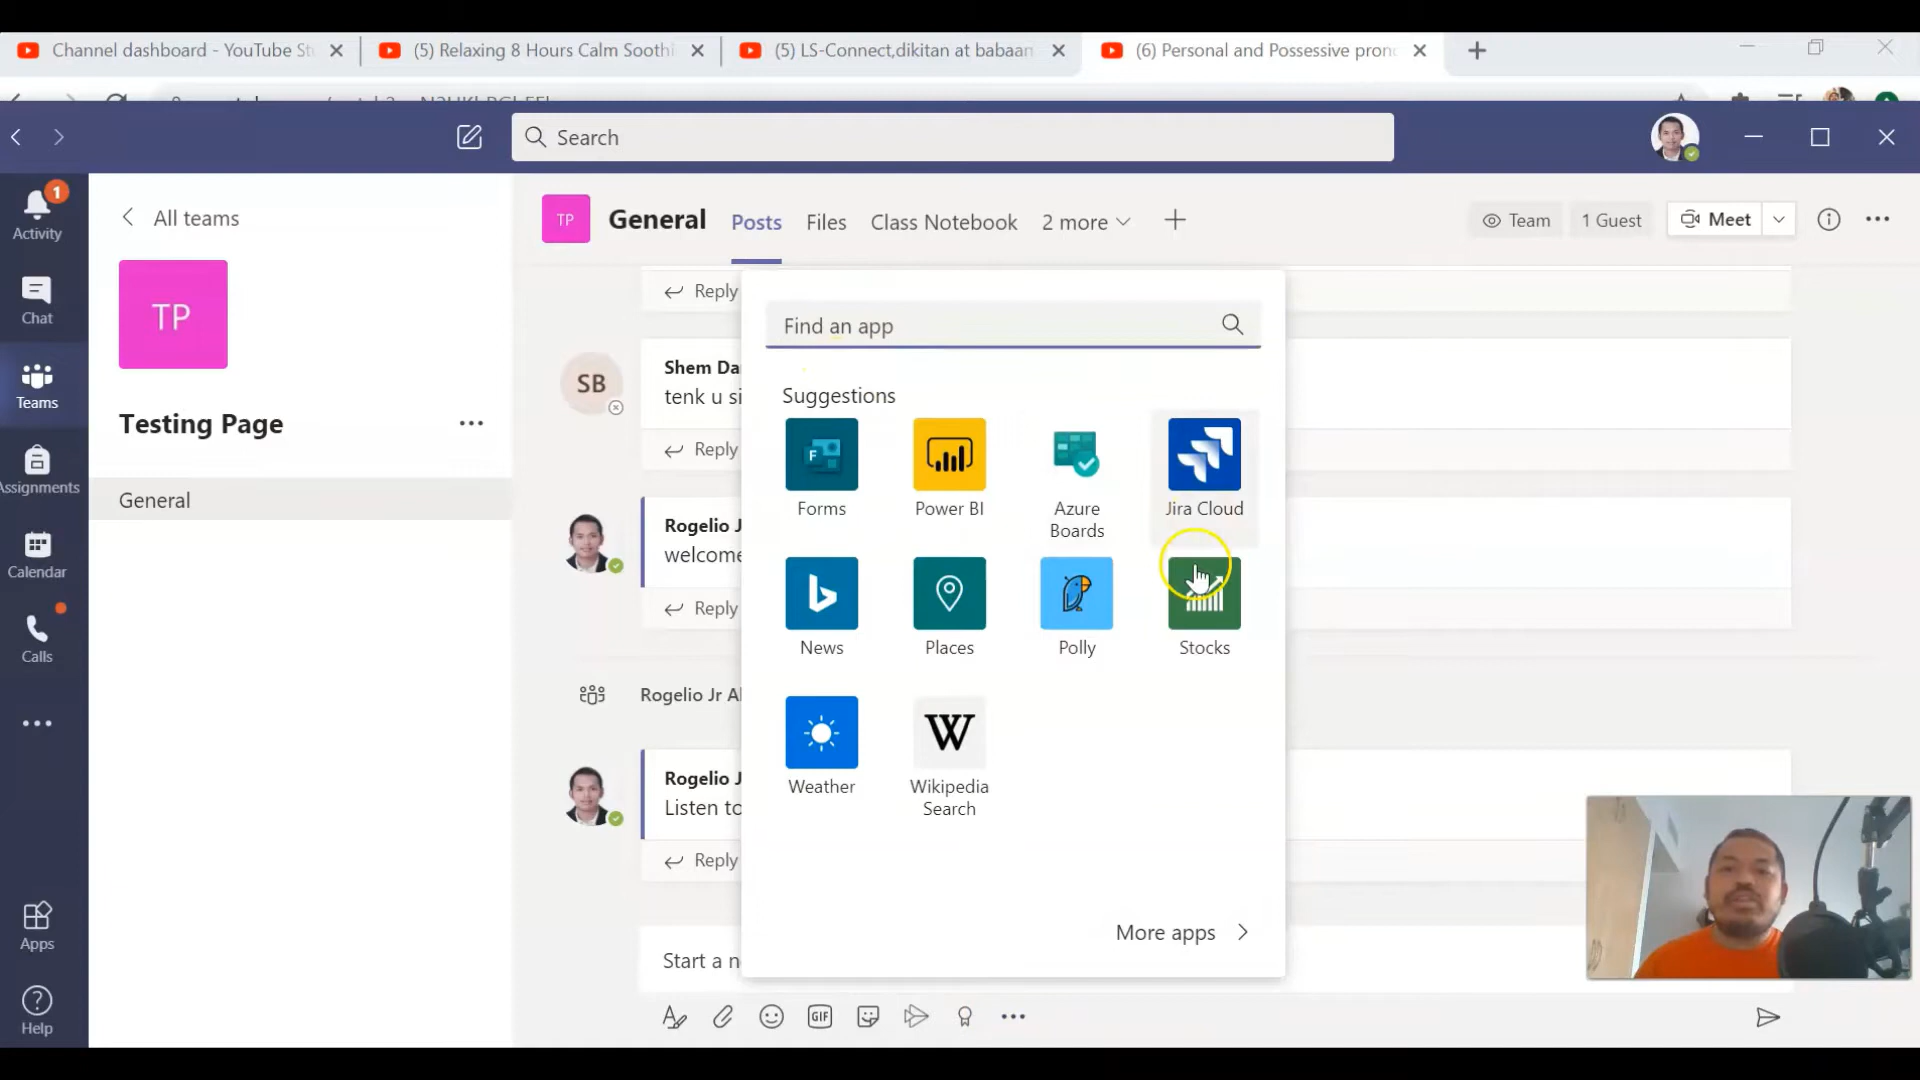 Channel dashboard - YouTube St
(5) Relaxing 8 Hours Calm Soothi
(5) LS-Connect,dikitan at babaan
(6) Personal and Possessive pron
Search
1
Activity
Chat
Teams
Assignments
Calendar
Calls
Apps
Help
All teams
TP
Testing Page
General
TP
General
Posts
Files
Class Notebook
2 more
Team
1 Guest
Meet
Reply
SB
Shem Da
tenk u si
Reply
Rogelio J
welcome
Reply
Rogelio Jr Al
Rogelio J
Listen to
Reply
Start a n
GIF
Find an app
Suggestions
F
Forms
Power BI
Azure
Boards
Jira Cloud
News
Places
Polly
Stocks
Weather
W
Wikipedia
Search
More apps